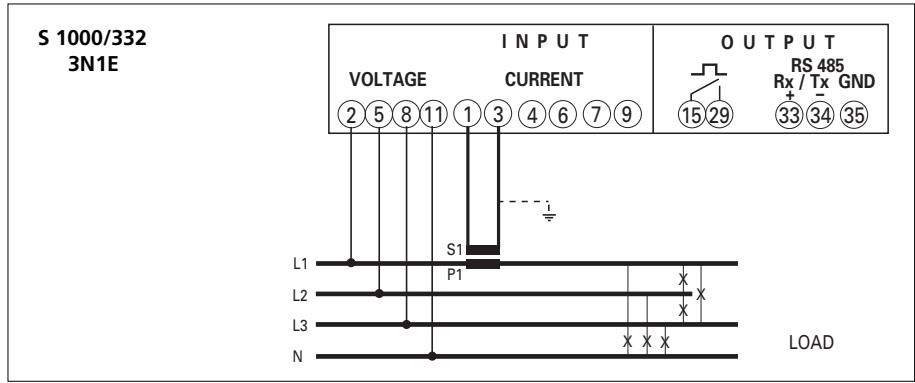 S 1000/332
3N1E
INPUT
OUTPUT
VOLTAGE
CURRENT
RS 485
Rx / Tx GND
+ –
2 5 8 11 1 3 4 6 7 9 15 29 33 34 35
S1
L1
P1
L2
X X
X
L3
X X X
LOAD
N